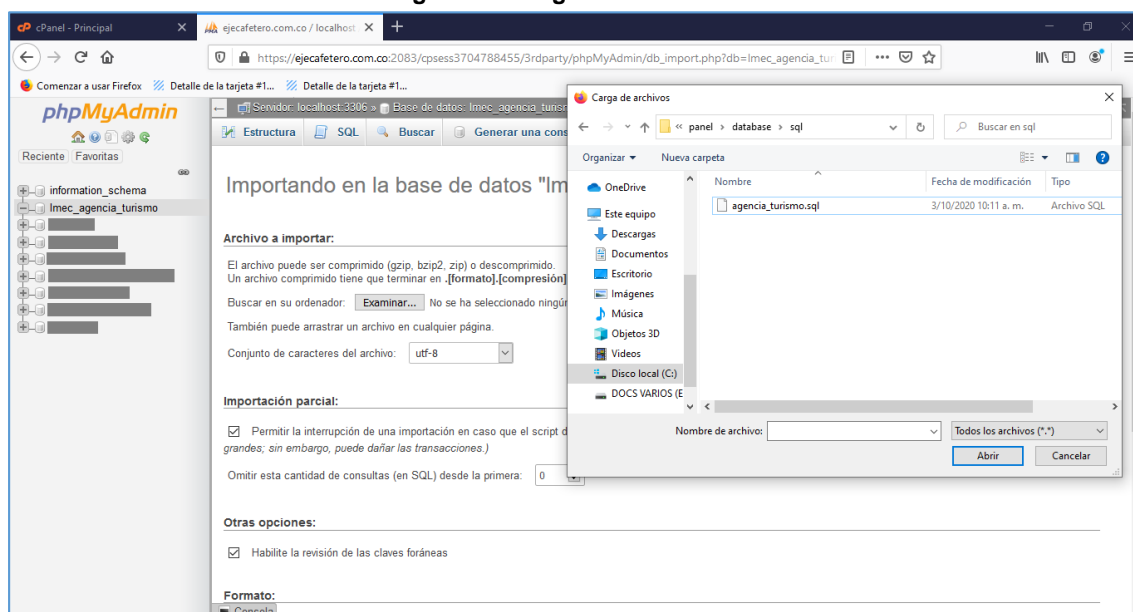 cPanel - Principal
ejecafetero.com.co / localhost
https://ejecafetero.com.co:2083/cpsess3704788455/3rdparty/phpMyAdmin/db_import.php?db=lmec_agencia_tur
Comenzar a usar Firefox
Detalle de la tarjeta #1...
Detalle de la tarjeta #1...
phpMyAdmin
Reciente
Favoritas
information_schema
lmec_agencia_turismo
Servidor: localhost:3306 » Base de datos: lmec_agencia_turism
Estructura
SQL
Buscar
Generar una cons
Importando en la base de datos "lm
Archivo a importar:
El archivo puede ser comprimido (gzip, bzip2, zip) o descomprimido.
Un archivo comprimido tiene que terminar en .[formato].[compresión]
Buscar en su ordenador:
Examinar...
No se ha seleccionado ningún
También puede arrastrar un archivo en cualquier página.
Conjunto de caracteres del archivo:
utf-8
Importación parcial:
Permitir la interrupción de una importación en caso que el script d
grandes; sin embargo, puede dañar las transacciones.)
Omitir esta cantidad de consultas (en SQL) desde la primera:
0
Otras opciones:
Habilite la revisión de las claves foráneas
Formato:
Consola
Carga de archivos
« panel > database > sql
Buscar en sql
Organizar
Nueva carpeta
OneDrive
Este equipo
Descargas
Documentos
Escritorio
Imágenes
Música
Objetos 3D
Videos
Disco local (C:)
DOCS VARIOS (E
Nombre
Fecha de modificación
Tipo
agencia_turismo.sql
3/10/2020 10:11 a. m.
Archivo SQL
Nombre de archivo:
Todos los archivos (*.*)
Abrir
Cancelar